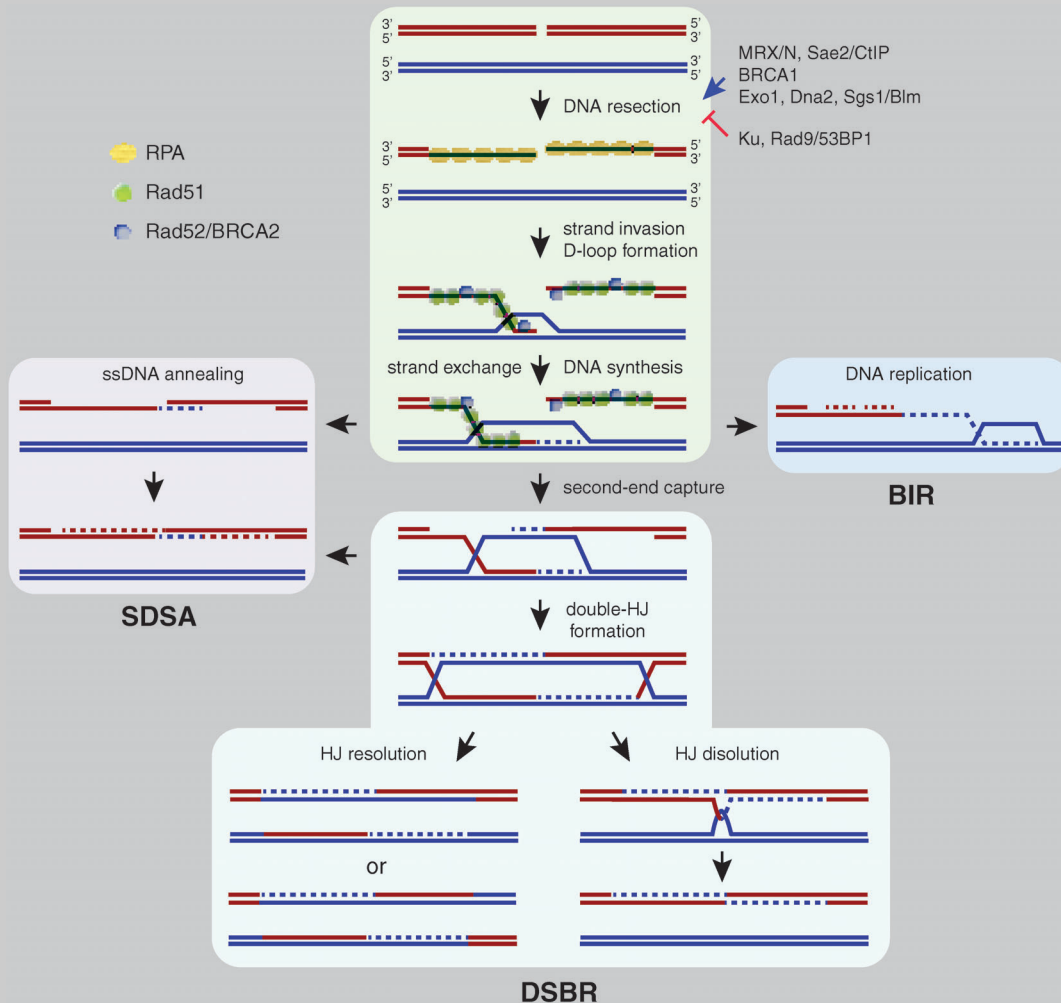 3' 5'
5' 3'
5' 3'
3' 5'
MRX/N, Sae2/CtIP
BRCA1
Exo1, Dna2, Sgs1/Blm
Ku, Rad9/53BP1
DNA resection
RPA
Rad51
Rad52/BRCA2
3' 5'
5' 3'
5' 3'
3' 5'
strand invasion
D-loop formation
strand exchange
DNA synthesis
ssDNA annealing
SDSA
DNA replication
BIR
second-end capture
double-HJ
formation
HJ resolution
or
HJ disolution
DSBR